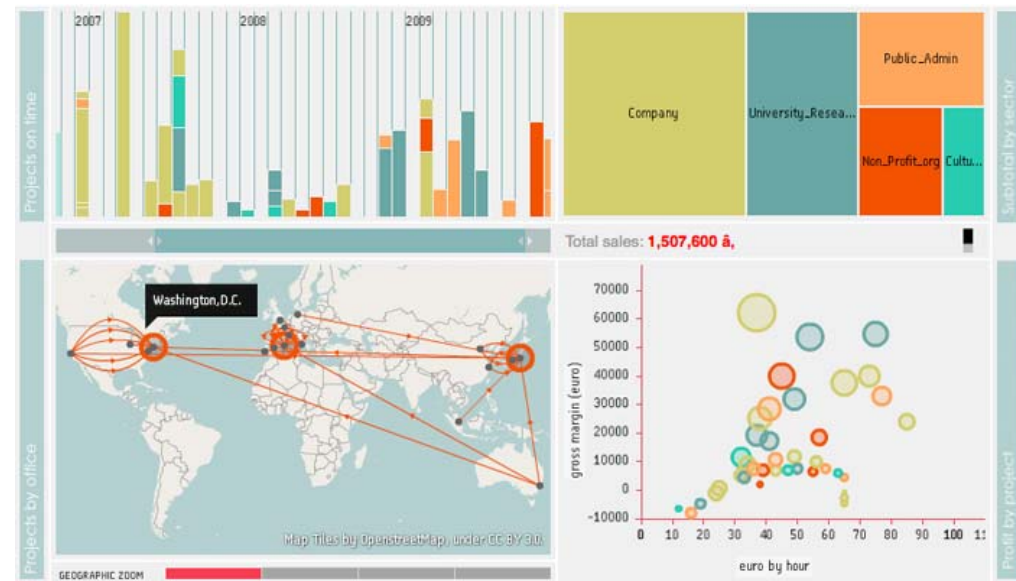 2007 2008 2009
Projects on time
Company
University_Resea...
Public_Admin
Non_Profit_org
Cultu...
Subtotal by sector
Total sales: 1,507,600 â,
Projects by office
Washington,D.C.
Map Tiles by OpenstreetMap, under CC BY 3.0.
GEOGRAPHIC ZOOM
gross margin (euro)
70000
60000
50000
40000
30000
20000
10000
0
-10000
0 10 20 30 40 50 60 70 80 90 100 11
euro by hour
Profit by project